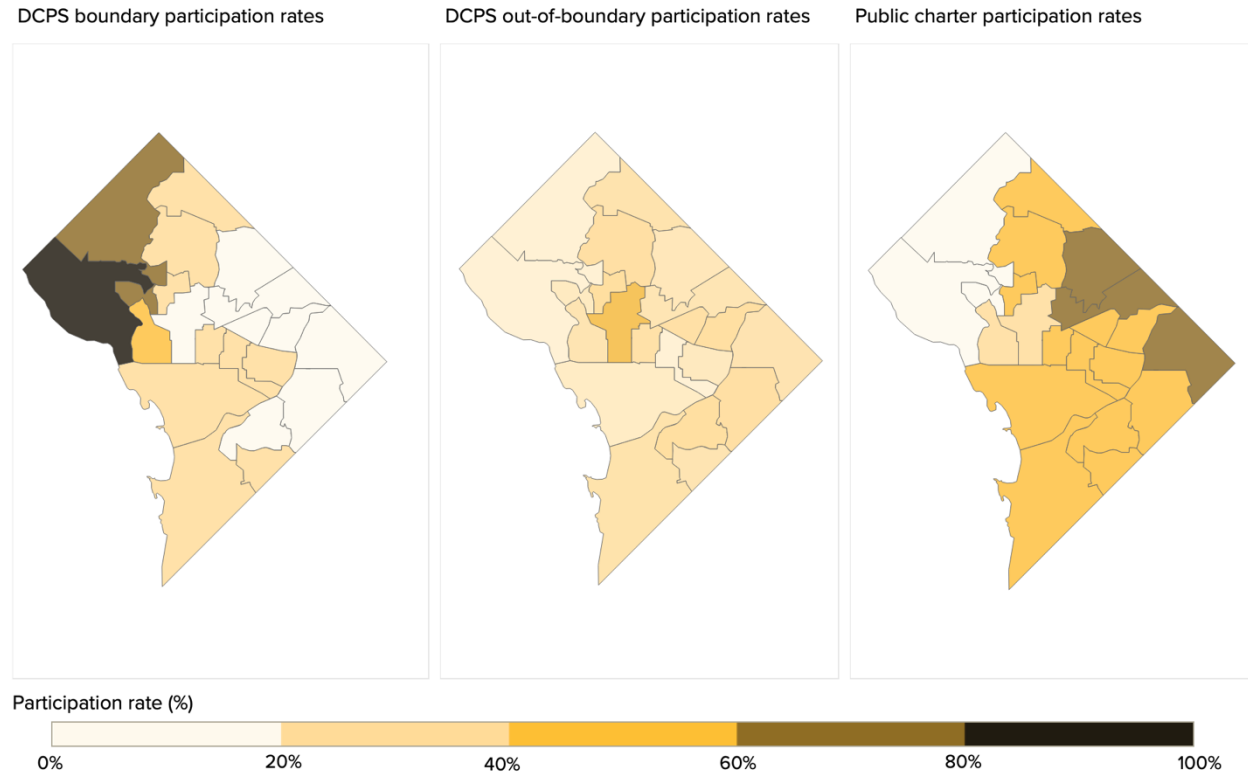 DCPS boundary participation rates
DCPS out-of-boundary participation rates
Public charter participation rates
Participation rate (%)
0%
20%
40%
60%
80%
100%